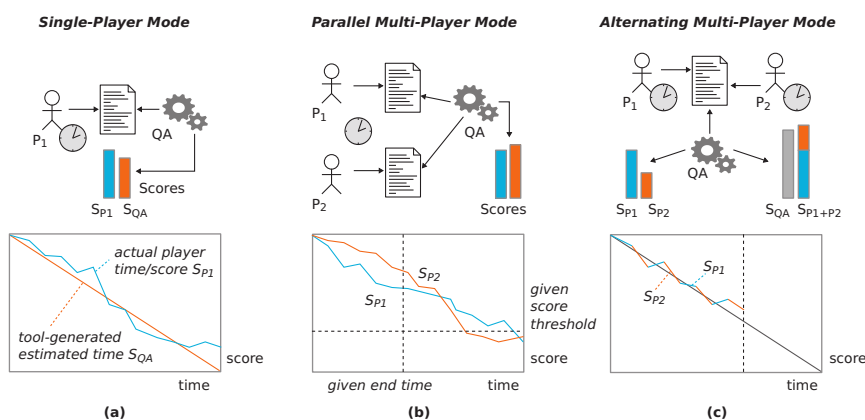 Single-Player Mode
P1
QA
Scores
SP1
SQA
actual player
time/score SP1
tool-generated
estimated time SQA
score
time
(a)
Parallel Multi-Player Mode
P1
QA
P2
Scores
SP2
SP1
given
score
threshold
score
given end time
time
(b)
Alternating Multi-Player Mode
P1
P2
QA
SP1
SP2
SQA
SP1+P2
SP1
SP2
score
time
(c)